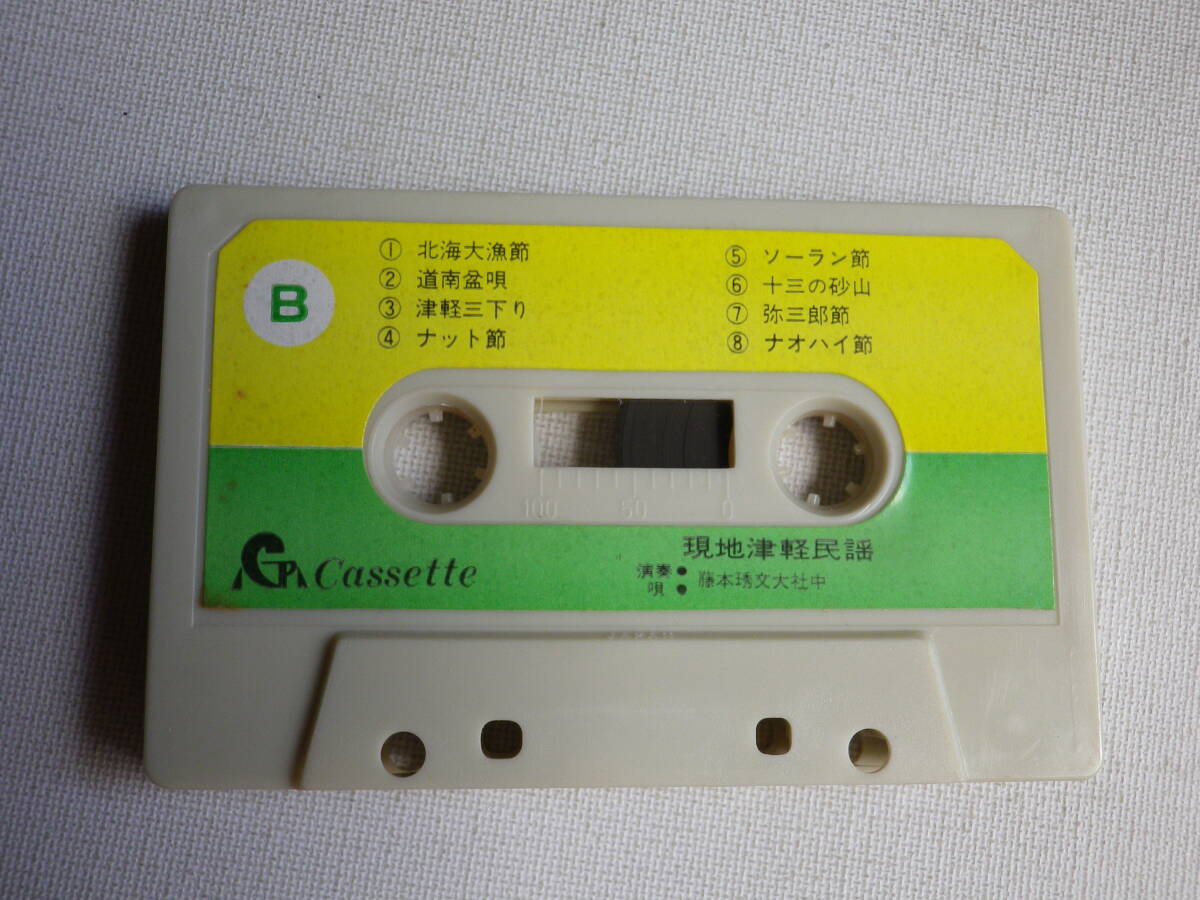 B
① 北海大漁節
② 道南盆唄
③ 津軽三下り
④ ナット節
⑤ ソーラン節
⑥ 十三の砂山
⑦ 弥三郎節
⑧ ナオハイ節
100 50 0
Cassette
現地津軽民謡
演奏● 藤本琇文大社中
唄●
JAPAN